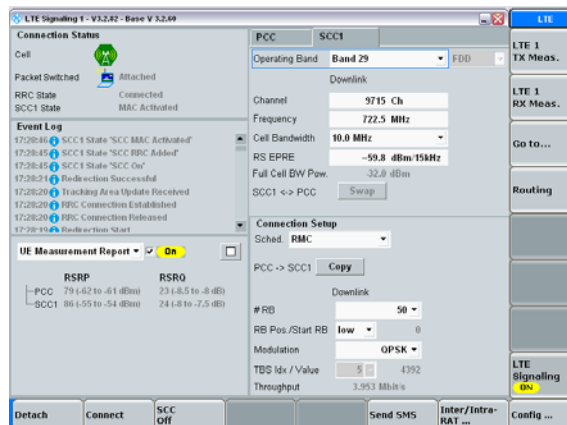 LTE Signaling 1 - V3.2.82 - Base V 3.2.60
LTE
Connection Status
Cell
Packet Switched Attached
RRC State Connected
SCC1 State MAC Activated
Event Log
17:28:46 SCC1 State 'SCC MAC Activated'
17:28:45 SCC1 State 'SCC RRC Added'
17:28:45 SCC1 State 'SCC On'
17:28:21 Redirection Successful
17:28:20 Tracking Area Update Received
17:28:20 RRC Connection Established
17:28:20 RRC Connection Released
17:28:19 Redirection Start
UE Measurement Report On
RSRP RSRQ
PCC 79 (-62 to -61 dBm) 23 (-8.5 to -8 dB)
SCC1 86 (-55 to -54 dBm) 24 (-8 to -7.5 dB)
PCC SCC1
Operating Band Band 29 FDD
Downlink
Channel 9715 Ch
Frequency 722.5 MHz
Cell Bandwidth 10.0 MHz
RS EPRE -59.8 dBm/15kHz
Full Cell BW Pow. -32.0 dBm
SCC1 <-> PCC Swap
Connection Setup
Sched. RMC
PCC -> SCC1 Copy
Downlink
# RB 50
RB Pos./Start RB low 0
Modulation QPSK
TBS Idx / Value 5 4392
Throughput 3.953 Mbit/s
LTE 1
TX Meas.
LTE 1
RX Meas.
Go to...
Routing
LTE
Signaling
ON
Detach
Connect
SCC
Off
Send SMS
Inter/Intra-
RAT ...
Config ...